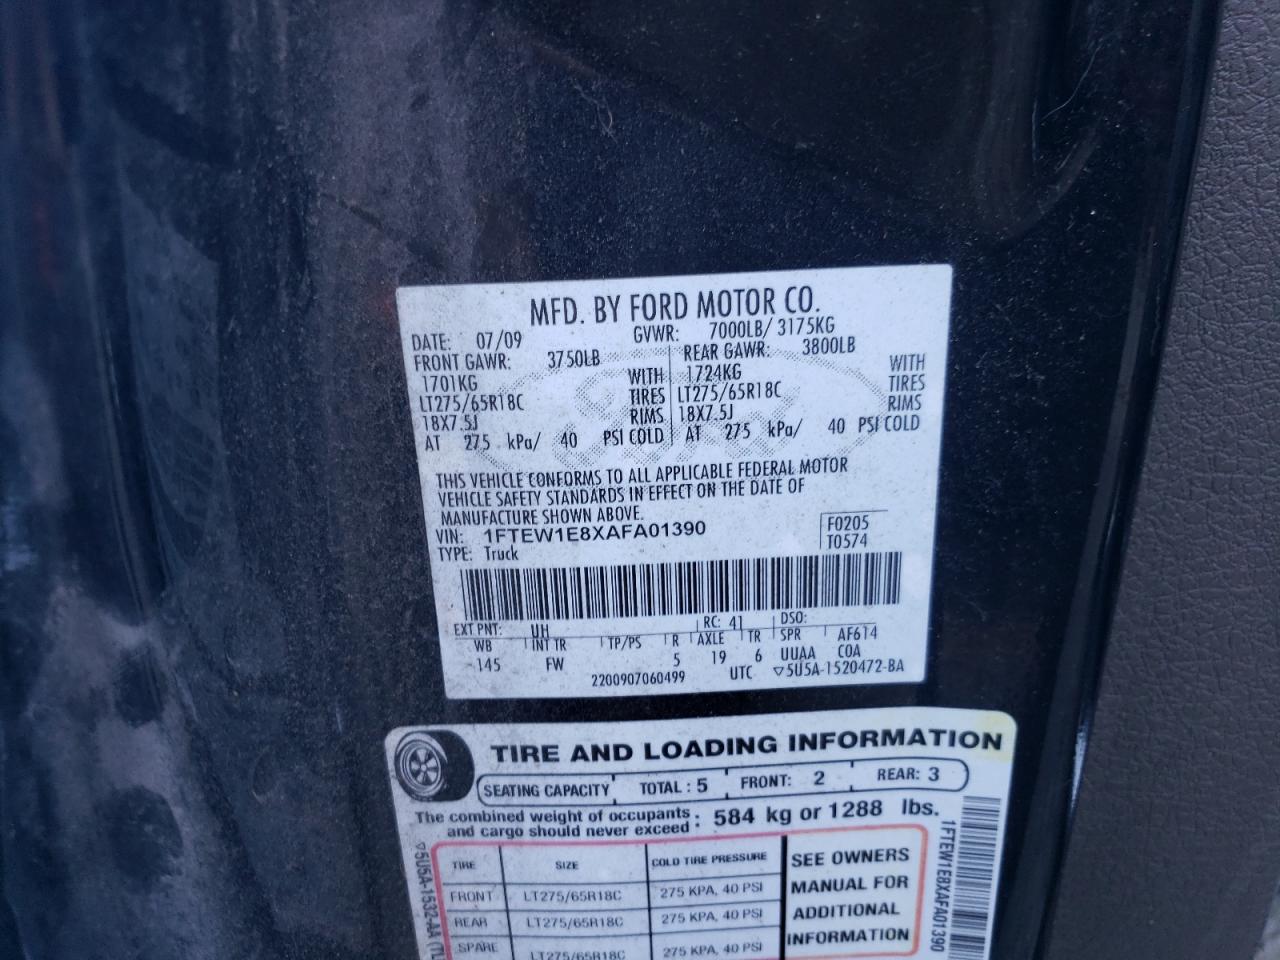 MFD. BY FORD MOTOR CO.
DATE: 07/09 GVWR: 7000LB/ 3175KG
FRONT GAWR: 3750LB REAR GAWR: 3800LB
1701KG WITH 1724KG WITH
LT275/65R18C TIRES LT275/65R18C TIRES
18X7.5J RIMS 18X7.5J RIMS
AT 275 kPa/ 40 PSI COLD AT 275 kPa/ 40 PSI COLD
THIS VEHICLE CONFORMS TO ALL APPLICABLE FEDERAL MOTOR
VEHICLE SAFETY STANDARDS IN EFFECT ON THE DATE OF
MANUFACTURE SHOWN ABOVE.
VIN: 1FTEW1E8XAFA01390 F0205
TYPE: Truck T0574
EXT PNT: UH RC: 41 DSO:
WB INT TR TP/PS R AXLE TR SPR AF614
145 FW 5 19 6 UUAA COA
2200907060499 UTC ▽5U5A-1520472-BA
TIRE AND LOADING INFORMATION
SEATING CAPACITY TOTAL : 5 FRONT: 2 REAR: 3
The combined weight of occupants
and cargo should never exceed : 584 kg or 1288 lbs.
TIRE SIZE COLD TIRE PRESSURE
FRONT LT275/65R18C 275 KPA, 40 PSI
REAR LT275/65R18C 275 KPA, 40 PSI
SPARE LT275/65R18C 275 KPA, 40 PSI
SEE OWNERS
MANUAL FOR
ADDITIONAL
INFORMATION
▽5U5A-1532-AA
1FTEW1E8XAFA01390